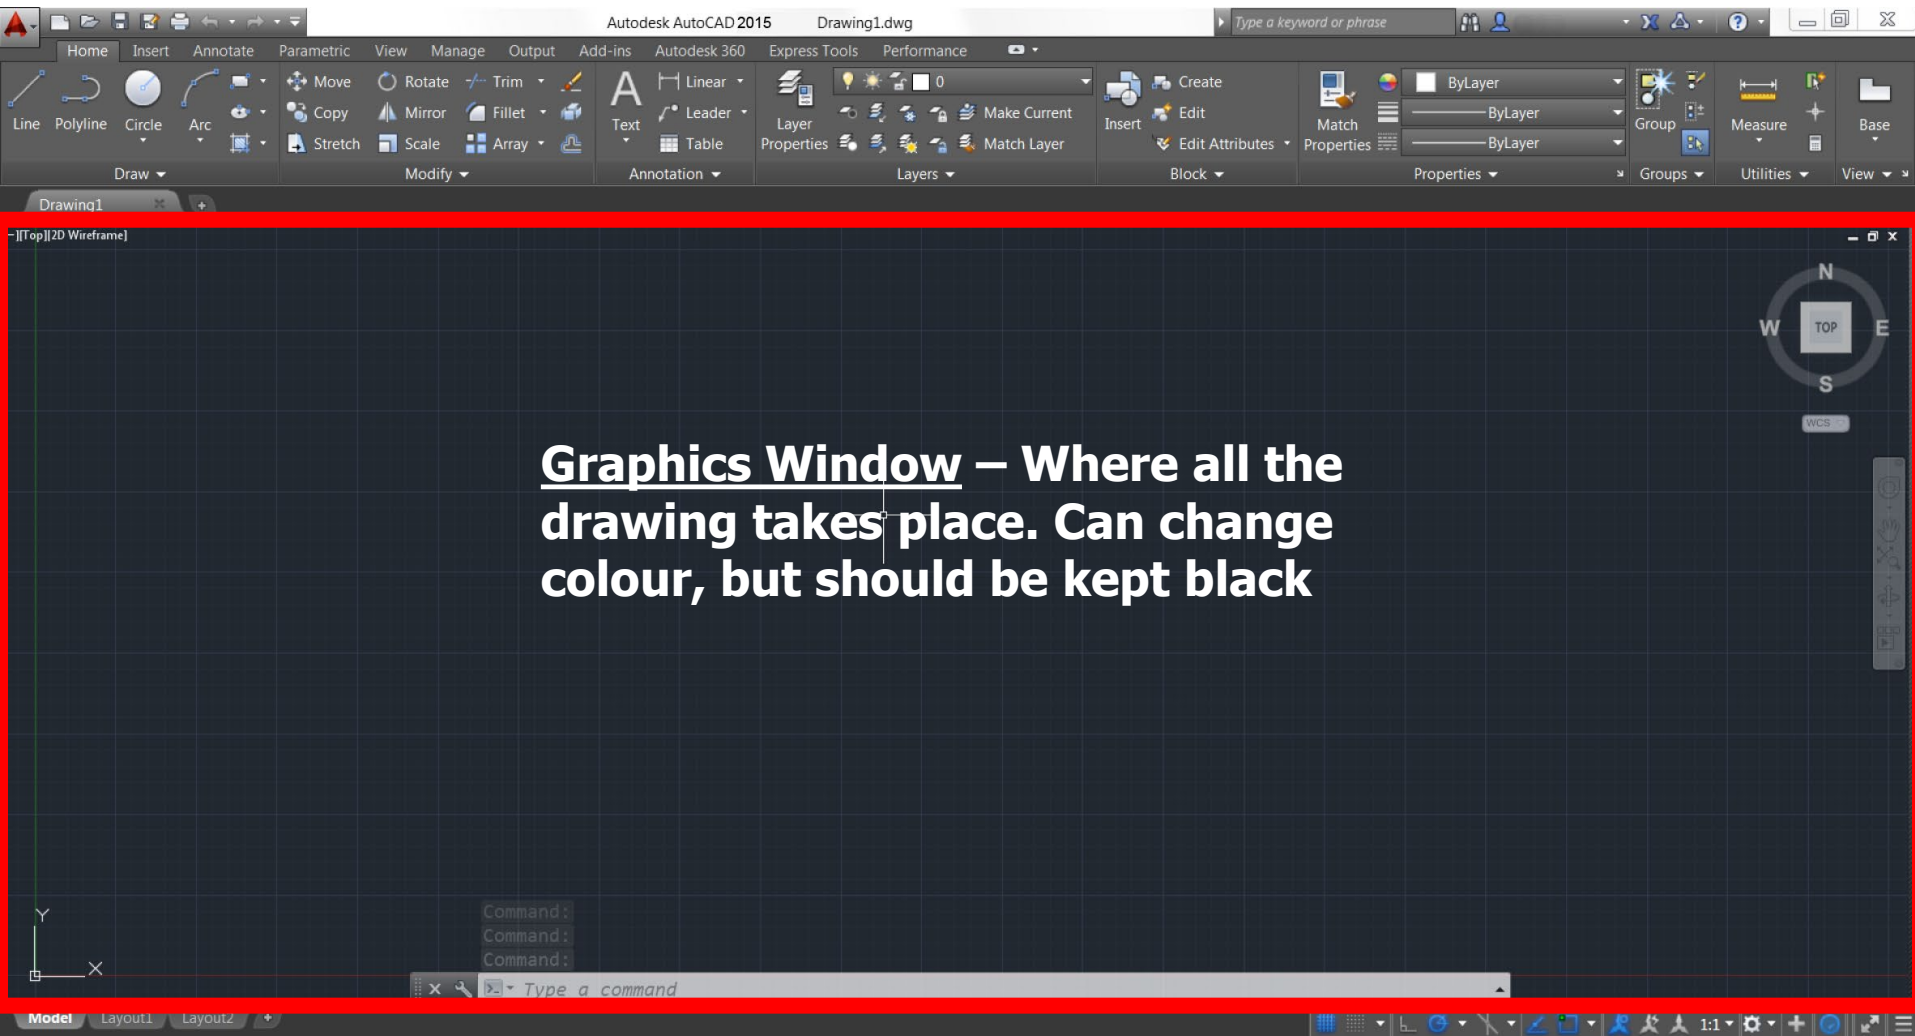 Autodesk AutoCAD 2015 Drawing1.dwg
Type a keyword or phrase
Home Insert Annotate Parametric View Manage Output Add-ins Autodesk 360 Express Tools Performance
Line Polyline Circle Arc
Move Rotate Trim
Copy Mirror Fillet
Stretch Scale Array
Text Linear
Leader
Table
Layer Properties
0
Make Current
Match Layer
Insert Create
Edit
Edit Attributes
Match Properties
ByLayer
ByLayer
ByLayer
Group Measure Base
Draw Modify Annotation Layers Block Properties Groups Utilities View
Drawing1
–][Top][2D Wireframe]
N
W TOP E
S
WCS
Graphics Window – Where all the
drawing takes place. Can change
colour, but should be kept black
Y
X
Command:
Command:
Command:
Type a command
Model Layout1 Layout2 +
1:1